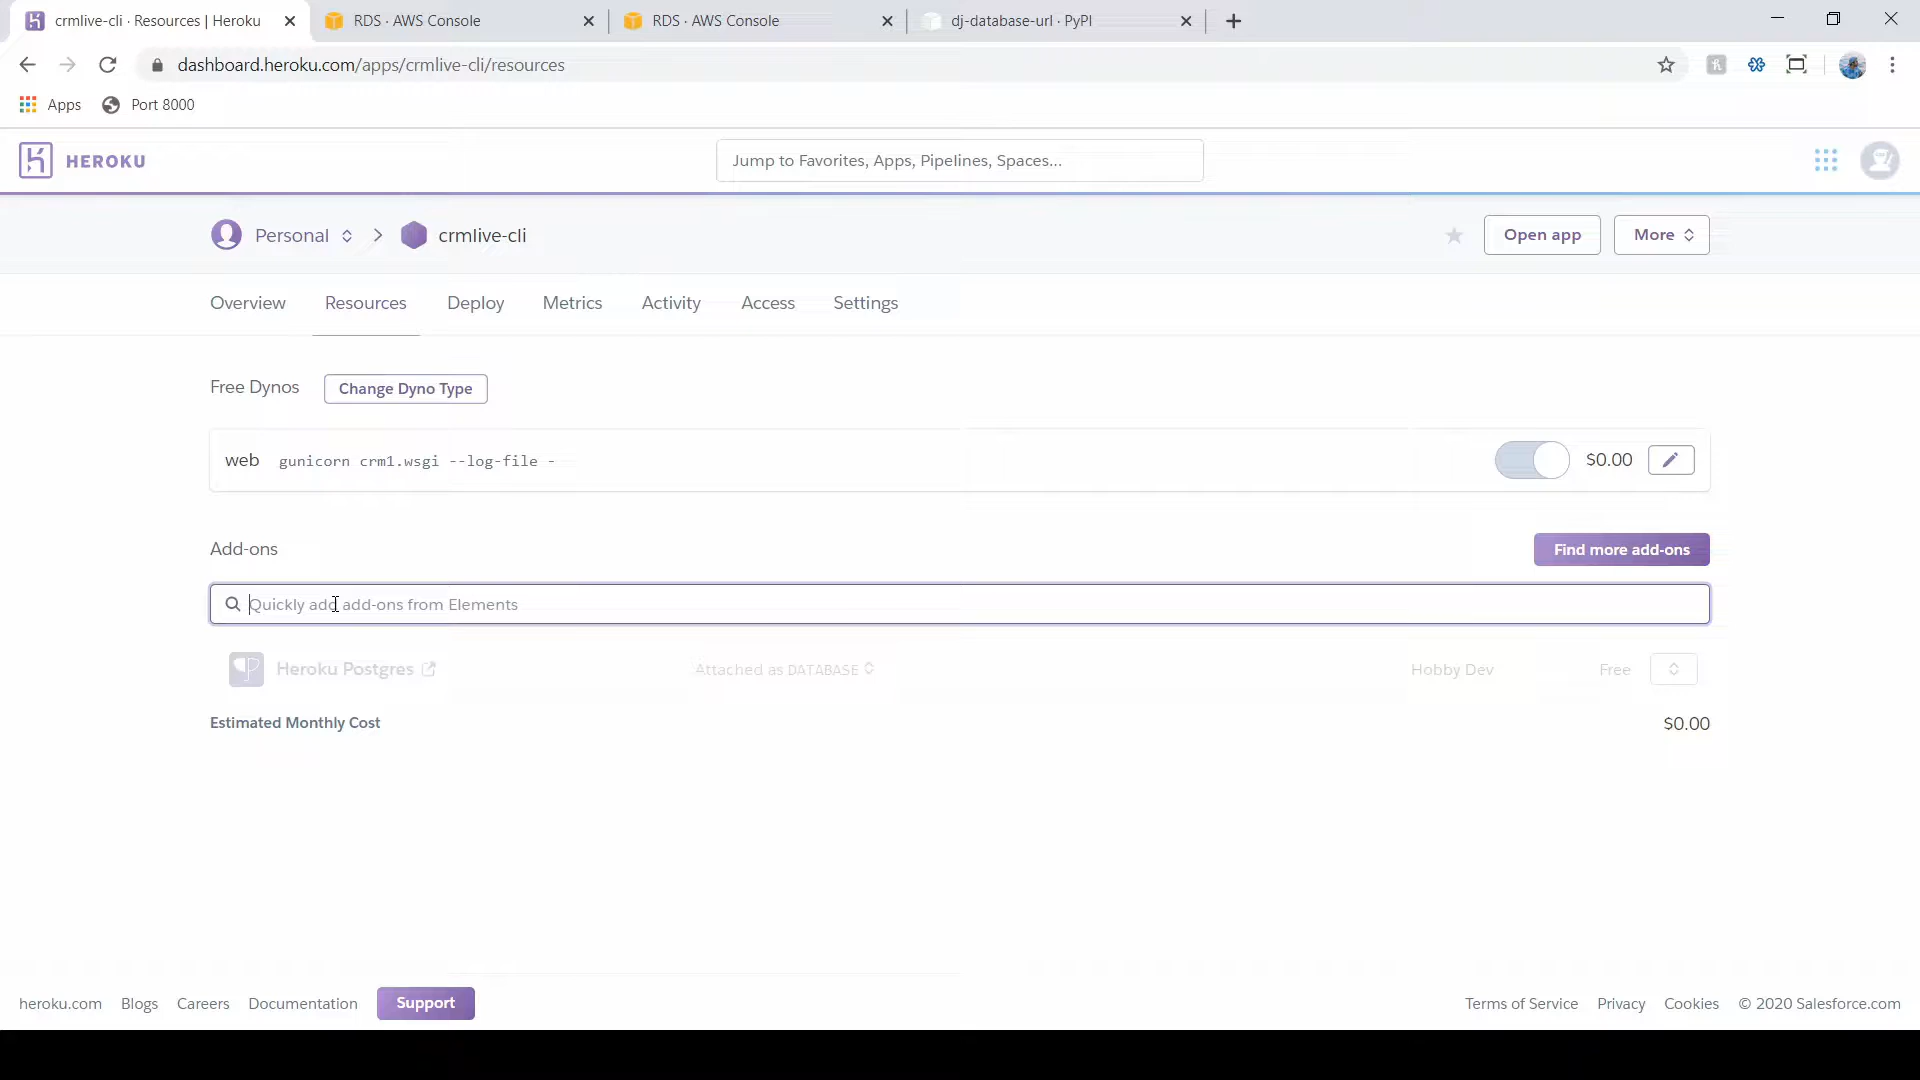 crmlive-cli · Resources | Heroku
RDS · AWS Console
RDS · AWS Console
dj-database-url · PyPI
dashboard.heroku.com/apps/crmlive-cli/resources
Apps
Port 8000
HEROKU
Jump to Favorites, Apps, Pipelines, Spaces...
Personal
crmlive-cli
Open app
More
Overview
Resources
Deploy
Metrics
Activity
Access
Settings
Free Dynos
Change Dyno Type
web gunicorn crm1.wsgi --log-file -
$0.00
Add-ons
Find more add-ons
Quickly add add-ons from Elements
Heroku Postgres
Attached as DATABASE
Hobby Dev
Free
Estimated Monthly Cost
$0.00
heroku.com
Blogs
Careers
Documentation
Support
Terms of Service
Privacy
Cookies
© 2020 Salesforce.com